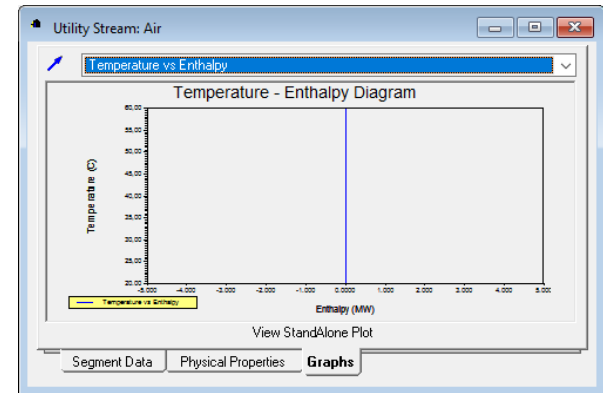 Utility Stream: Air
Temperature vs Enthalpy
Temperature - Enthalpy Diagram
60,00
55,00
50,00
45,00
40,00
35,00
30,00
25,00
20,00
Temperature (C)
-5.000 -4.000 -3.000 -2.000 -1.000 0.0000 1.000 2.000 3.000 4.000 5.00
Temperature vs Enthalpy
Enthalpy (MW)
View StandAlone Plot
Segment Data Physical Properties Graphs